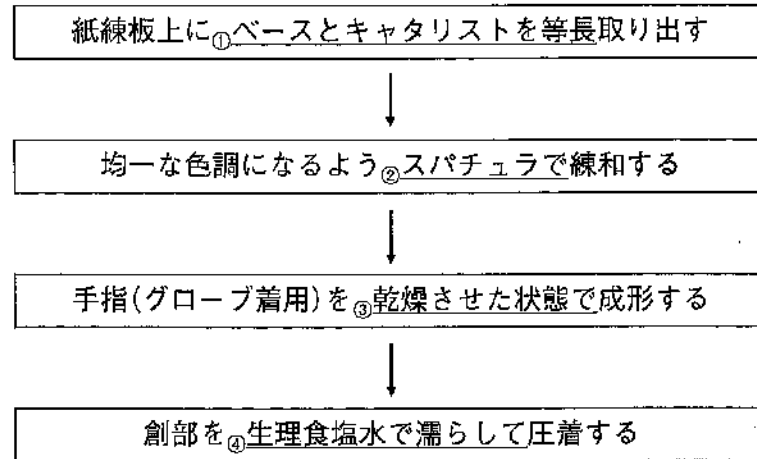 紙練板上に①ベースとキャタリストを等長取り出す
均一な色調になるよう②スパチュラで練和する
手指(グローブ着用)を③乾燥させた状態で成形する
創部を④生理食塩水で濡らして圧着する